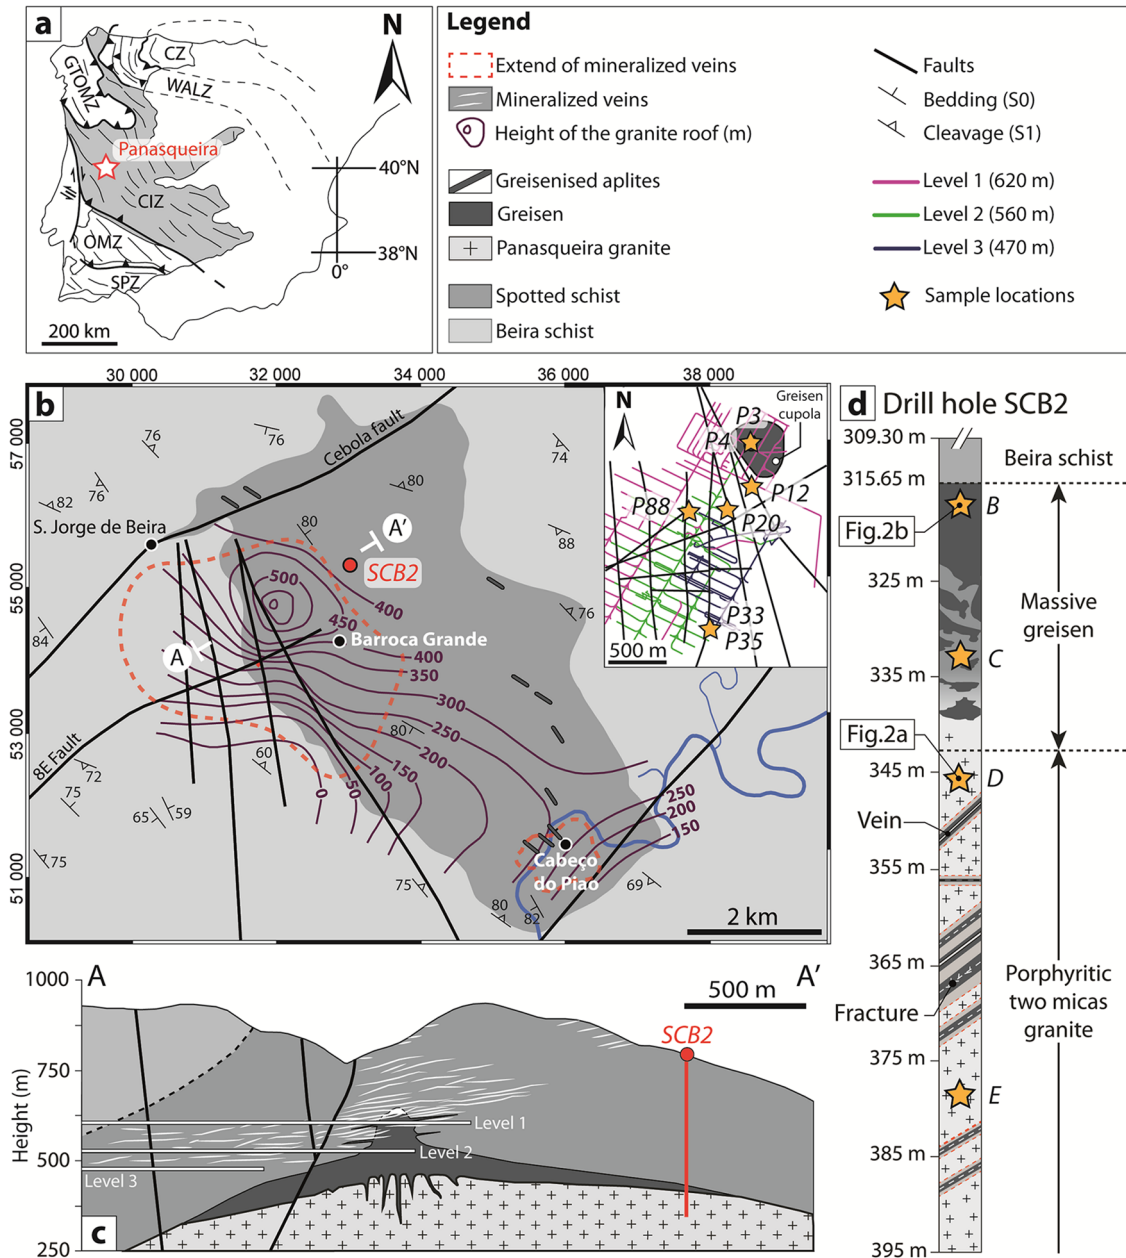 a
N
CZ
GTOMZ
WALZ
Panasqueira
40°N
CIZ
OMZ
38°N
0°
SPZ
200 km
Legend
Extend of mineralized veins
Mineralized veins
Height of the granite roof (m)
Greisenised aplites
Greisen
Panasqueira granite
Spotted schist
Beira schist
Faults
Bedding (S0)
Cleavage (S1)
Level 1 (620 m)
Level 2 (560 m)
Level 3 (470 m)
Sample locations
30 000
32 000
34 000
36 000
38 000
57 000
55 000
53 000
51 000
b
76
76
Cebola fault
74
76
82
80
S. Jorge de Beira
80
A'
88
SCB2
500
400
450
76
84
Barroca Grande
A
400
350
300
250
80
200
8E Fault
72
60
150
100
50
0
75
65
59
250
200
150
75
Cabeço
do Piao
75
69
80
82
2 km
N
Greisen
cupola
P3
P4
P12
P88
P20
P33
P35
500 m
A
A'
1000
750
500
250
Height (m)
500 m
SCB2
Level 1
Level 2
Level 3
c
d Drill hole SCB2
309.30 m
Beira schist
315.65 m
B
Fig.2b
325 m
Massive
greisen
C
335 m
Fig.2a
345 m
D
Vein
355 m
365 m
Porphyritic
two micas
granite
Fracture
375 m
E
385 m
395 m